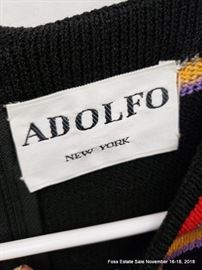 ADOLFO
NEW YORK
Foss Estate Sale November 16-18, 2018